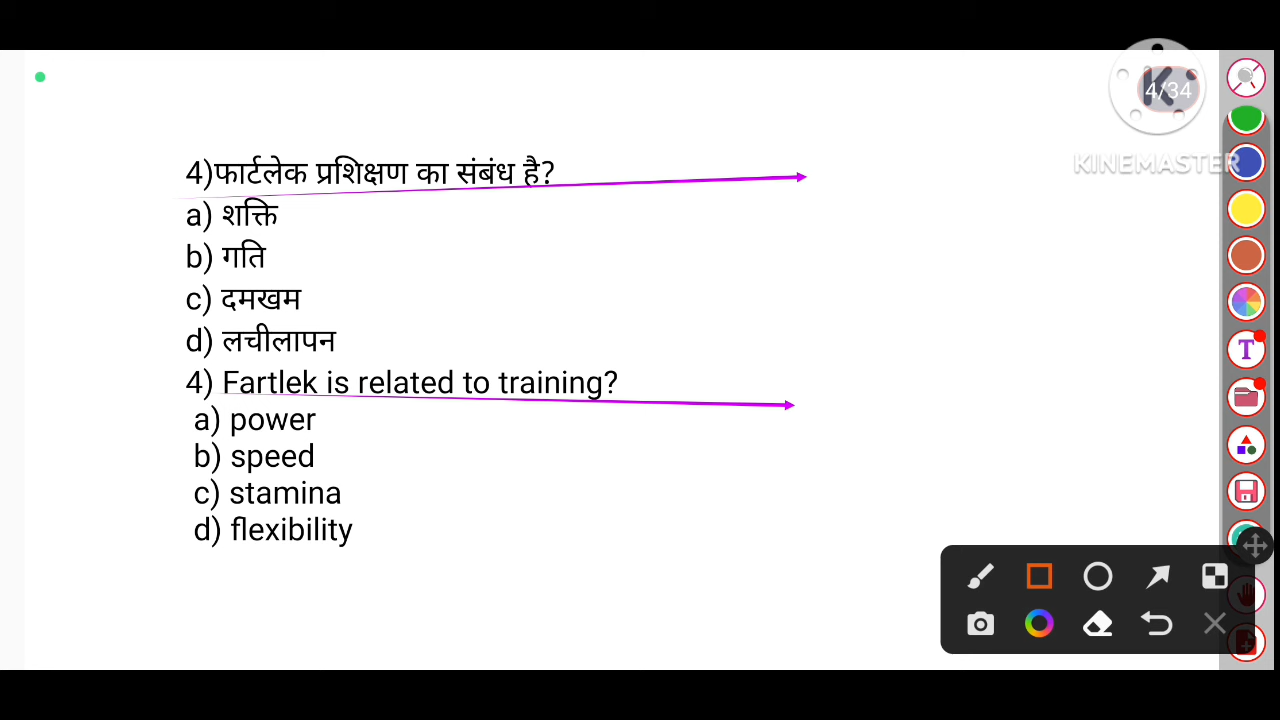 4/34
KINEMASTER
4)फार्टलेक प्रशिक्षण का संबंध है?
a) शक्ति
b) गति
c) दमखम
d) लचीलापन
4) Fartlek is related to training?
a) power
b) speed
c) stamina
d) flexibility